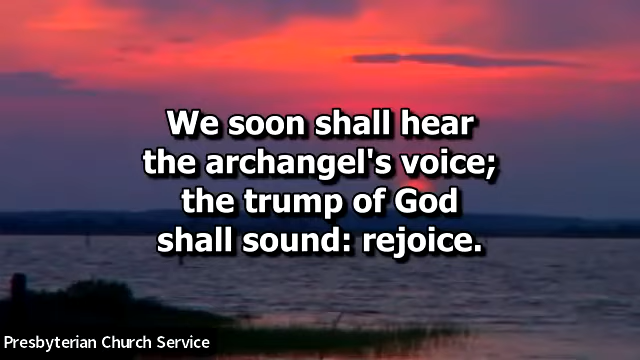 We soon shall hear
the archangel's voice;
the trump of God
shall sound: rejoice.
Presbyterian Church Service